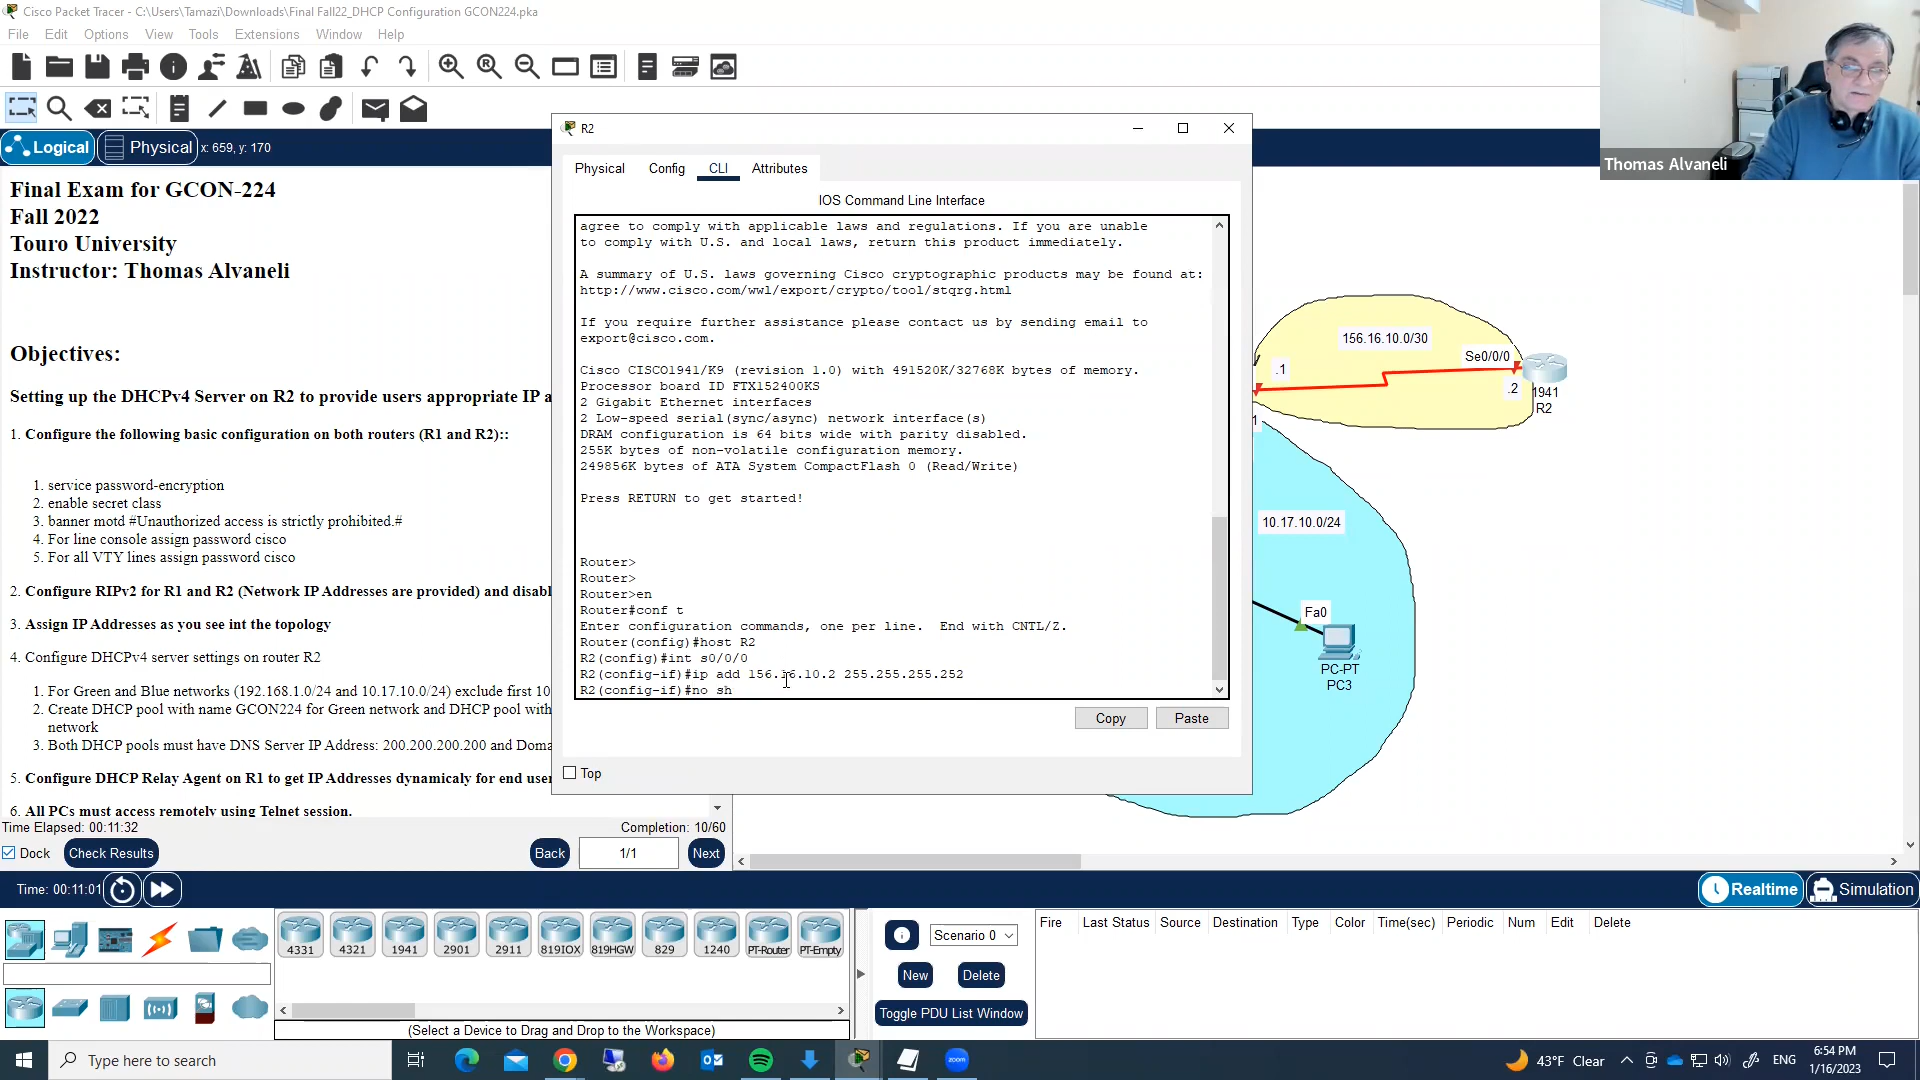 Cisco Packet Tracer - C:\Users\Tamazi\Downloads\Final Fall22_DHCP Configuration GCON224.pka
File Edit Options View Tools Extensions Window Help
Logical Physical x: 659, y: 170
Thomas Alvaneli
Final Exam for GCON-224
Fall 2022
Touro University
Instructor: Thomas Alvaneli
Objectives:
Setting up the DHCPv4 Server on R2 to provide users appropriate IP a
1. Configure the following basic configuration on both routers (R1 and R2)::
1. service password-encryption
2. enable secret class
3. banner motd #Unauthorized access is strictly prohibited.#
4. For line console assign password cisco
5. For all VTY lines assign password cisco
2. Configure RIPv2 for R1 and R2 (Network IP Addresses are provided) and disabl
3. Assign IP Addresses as you see int the topology
4. Configure DHCPv4 server settings on router R2
1. For Green and Blue networks (192.168.1.0/24 and 10.17.10.0/24) exclude first 10
2. Create DHCP pool with name GCON224 for Green network and DHCP pool with
network
3. Both DHCP pools must have DNS Server IP Address: 200.200.200.200 and Doma
5. Configure DHCP Relay Agent on R1 to get IP Addresses dynamicaly for end user
6. All PCs must access remotely using Telnet session.
Time Elapsed: 00:11:32 Completion: 10/60
Dock Check Results Back 1/1 Next
R2
Physical Config CLI Attributes
IOS Command Line Interface
agree to comply with applicable laws and regulations. If you are unable
to comply with U.S. and local laws, return this product immediately.
A summary of U.S. laws governing Cisco cryptographic products may be found at:
http://www.cisco.com/wwl/export/crypto/tool/stqrg.html
If you require further assistance please contact us by sending email to
export@cisco.com.
Cisco CISCO1941/K9 (revision 1.0) with 491520K/32768K bytes of memory.
Processor board ID FTX152400KS
2 Gigabit Ethernet interfaces
2 Low-speed serial(sync/async) network interface(s)
DRAM configuration is 64 bits wide with parity disabled.
255K bytes of non-volatile configuration memory.
249856K bytes of ATA System CompactFlash 0 (Read/Write)
Press RETURN to get started!
Router>
Router>
Router>en
Router#conf t
Enter configuration commands, one per line.  End with CNTL/Z.
Router(config)#host R2
R2(config)#int s0/0/0
R2(config-if)#ip add 156.16.10.2 255.255.255.252
R2(config-if)#no sh
Copy Paste
Top
156.16.10.0/30
Se0/0/0
.1
.2
1941
R2
1
10.17.10.0/24
Fa0
PC-PT
PC3
Time: 00:11:01 Realtime Simulation
4331 4321 1941 2901 2911 819IOX 819HGW 829 1240 PT-Router PT-Empty
(Select a Device to Drag and Drop to the Workspace)
Scenario 0
New Delete
Toggle PDU List Window
Fire Last Status Source Destination Type Color Time(sec) Periodic Num Edit Delete
Type here to search
zoom
43°F Clear
ENG
6:54 PM
1/16/2023